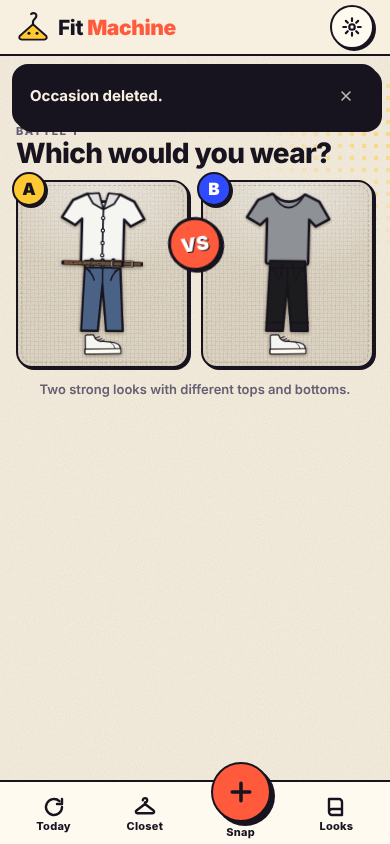 Fit Machine
Occasion deleted.
Which would you wear?
A
B
VS
Two strong looks with different tops and bottoms.
Today
Closet
Snap
Looks